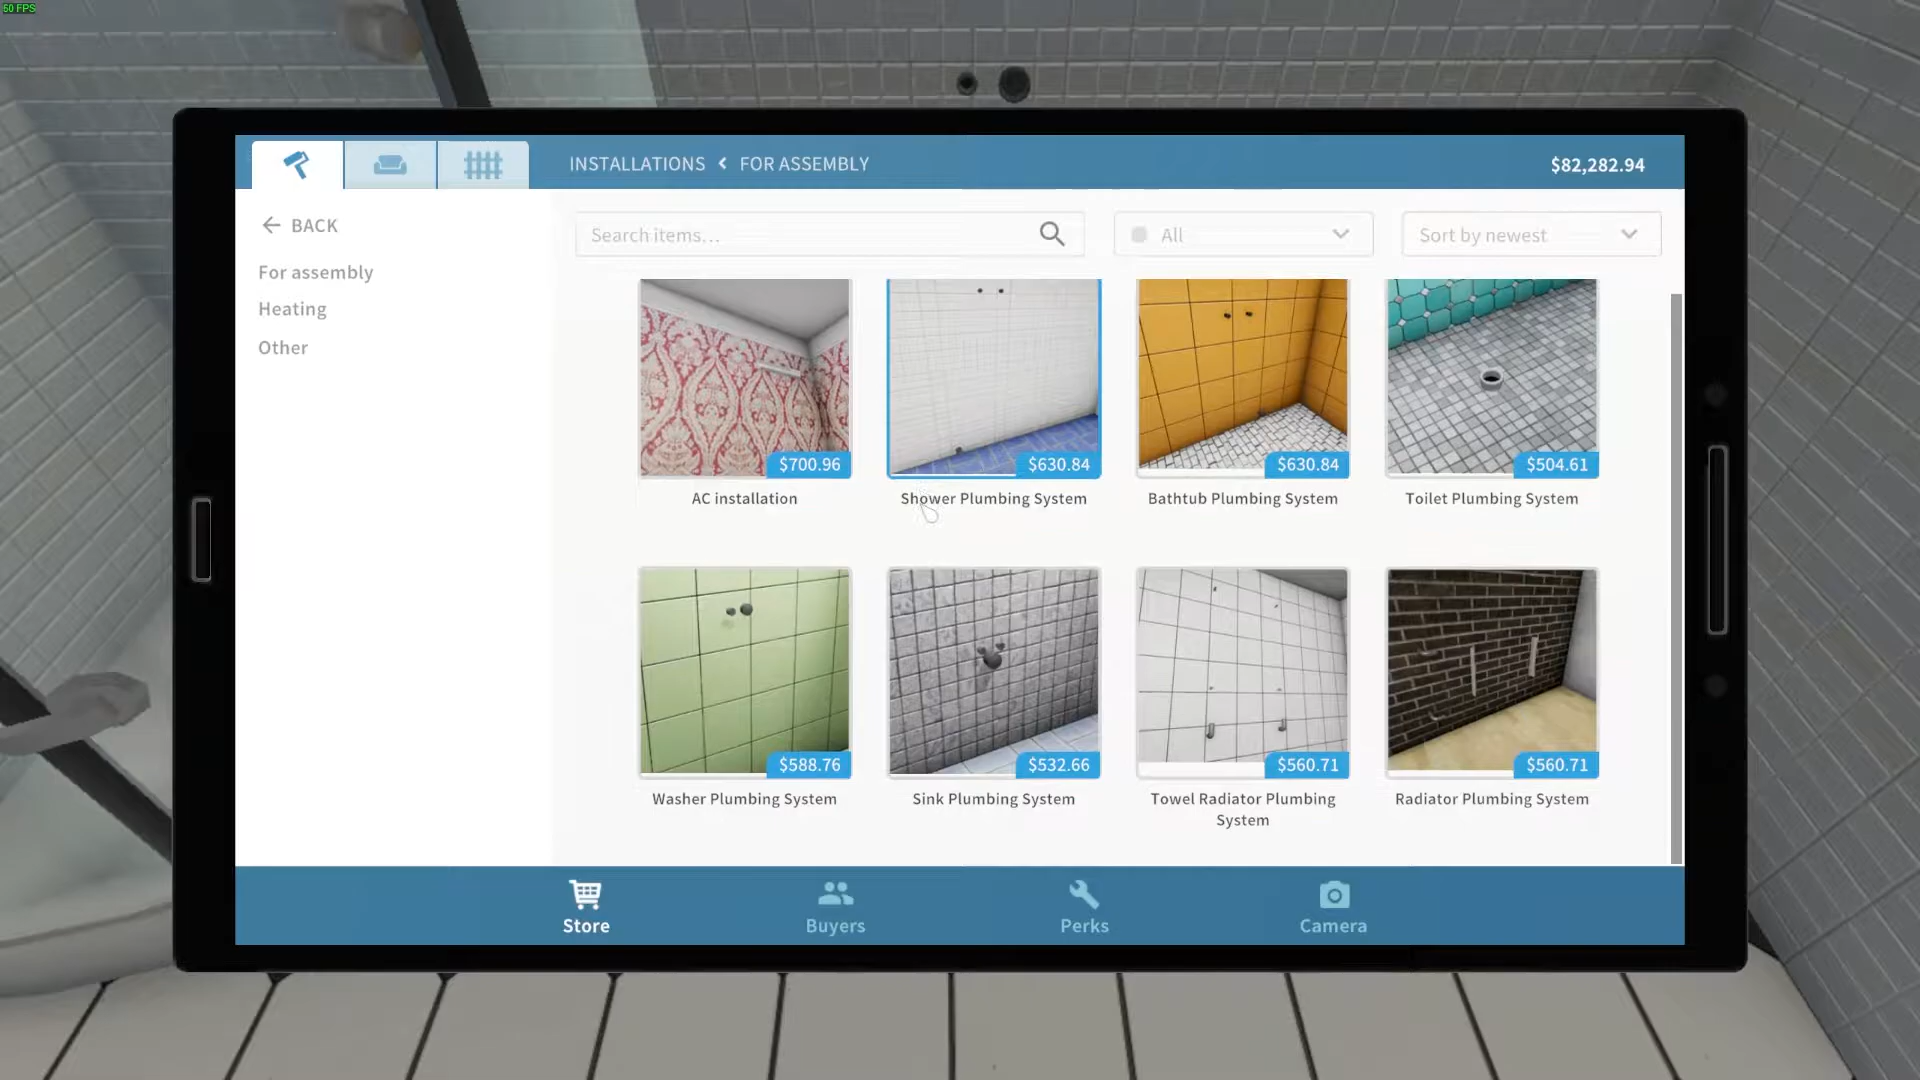 60 FPS
INSTALLATIONS < FOR ASSEMBLY
$82,282.94
BACK
For assembly
Heating
Other
Search items...
All
Sort by newest
$700.96
$630.84
$630.84
$504.61
AC installation
Shower Plumbing System
Bathtub Plumbing System
Toilet Plumbing System
$588.76
$532.66
$560.71
$560.71
Washer Plumbing System
Sink Plumbing System
Towel Radiator Plumbing
System
Radiator Plumbing System
Store
Buyers
Perks
Camera